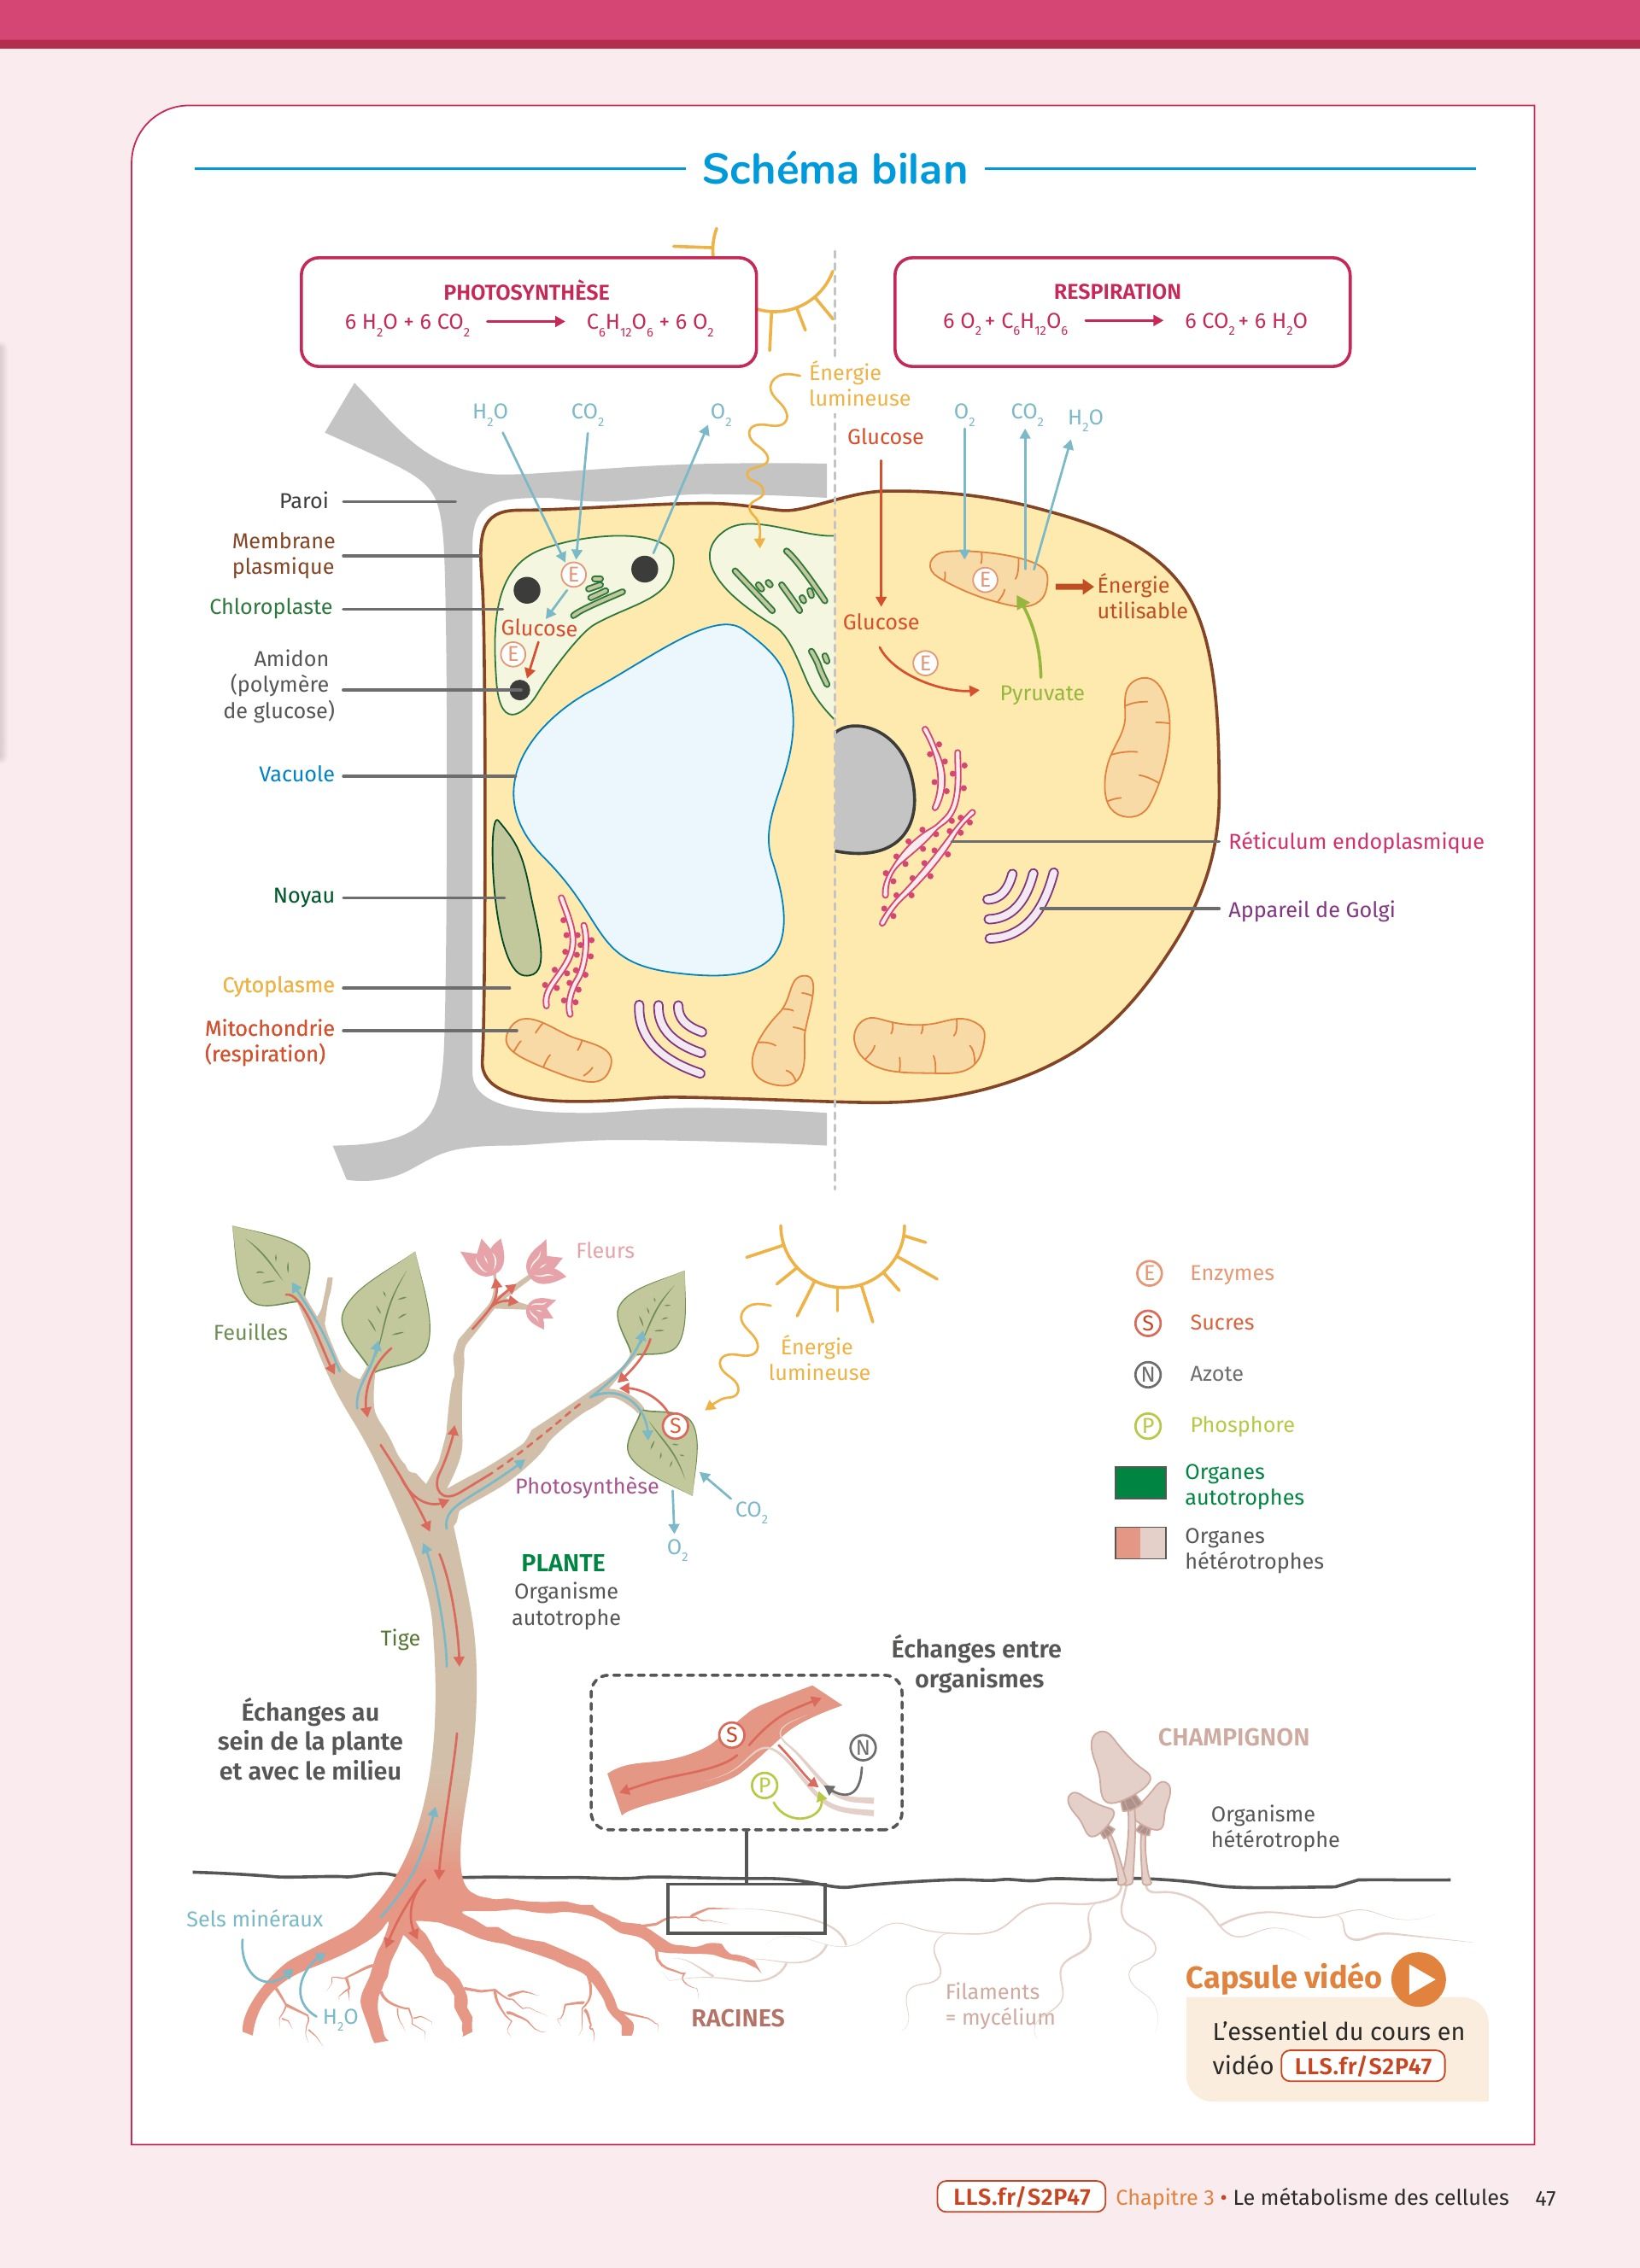 Schéma bilan
PHOTOSYNTHÈSE
6 H₂O + 6 CO₂ ⟶ C₆H₁₂O₆ + 6 O₂
RESPIRATION
6 O₂ + C₆H₁₂O₆ ⟶ 6 CO₂ + 6 H₂O
Énergie
lumineuse
H₂O
CO₂
O₂
Glucose
O₂
CO₂
H₂O
Paroi
Membrane
plasmique
Chloroplaste
Amidon
(polymère
de glucose)
Vacuole
Noyau
Cytoplasme
Mitochondrie
(respiration)
E
Glucose
E
Glucose
E
E
Pyruvate
Énergie
utilisable
Réticulum endoplasmique
Appareil de Golgi
Fleurs
Feuilles
Énergie
lumineuse
S
Photosynthèse
CO₂
O₂
PLANTE
Organisme
autotrophe
Tige
E Enzymes
S Sucres
N Azote
P Phosphore
Organes
autotrophes
Organes
hétérotrophes
Échanges au
sein de la plante
et avec le milieu
Échanges entre
organismes
S
N
P
CHAMPIGNON
Organisme
hétérotrophe
Sels minéraux
H₂O
RACINES
Filaments
= mycélium
Capsule vidéo
L'essentiel du cours en
vidéo LLS.fr/S2P47
LLS.fr/S2P47 Chapitre 3 • Le métabolisme des cellules 47